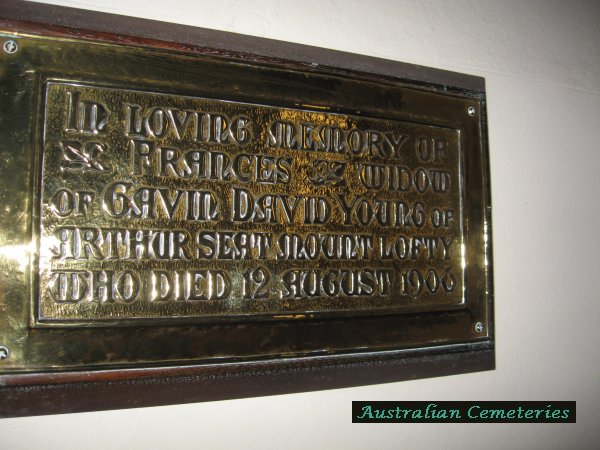 In loving memory of
Frances widow
of Gavin David Young of
Arthur Seat Mount Lofty
who died 12 August 1906
Australian Cemeteries